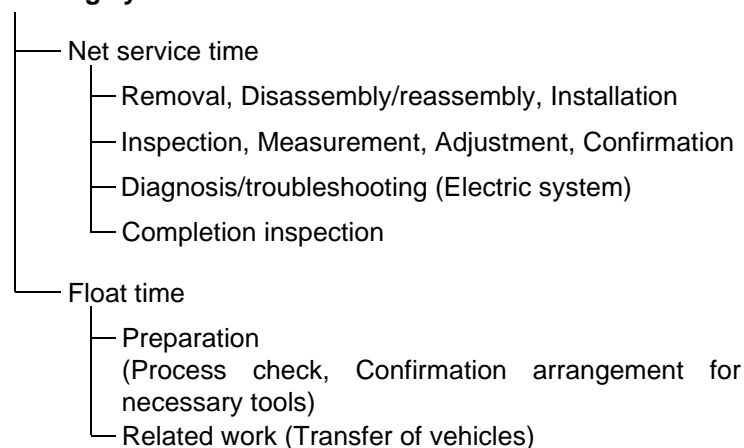 Net service time
Removal, Disassembly/reassembly, Installation
Inspection, Measurement, Adjustment, Confirmation
Diagnosis/troubleshooting (Electric system)
Completion inspection
Float time
Preparation
(Process check, Confirmation arrangement for
necessary tools)
Related work (Transfer of vehicles)